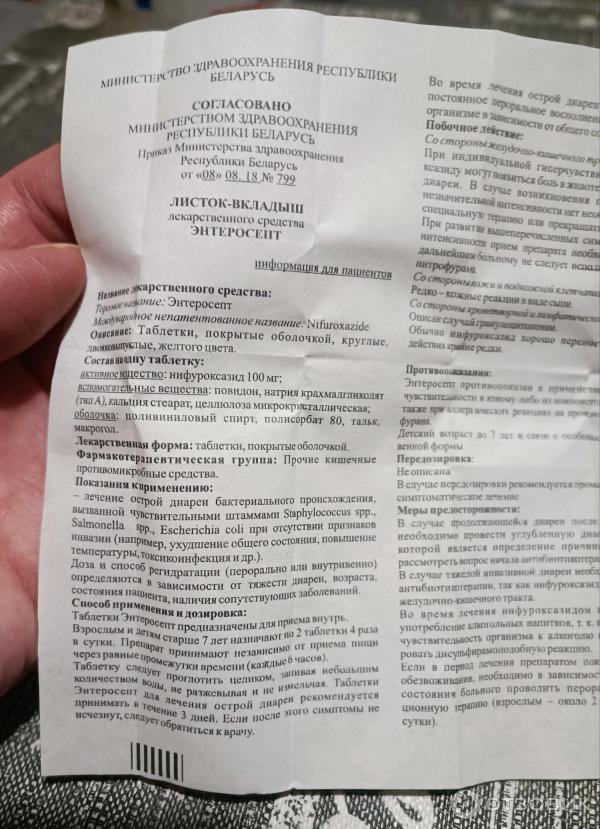 МИНИСТЕРСТВО ЗДРАВООХРАНЕНИЯ РЕСПУБЛИКИ
БЕЛАРУСЬ
СОГЛАСОВАНО
МИНИСТЕРСТВОМ ЗДРАВООХРАНЕНИЯ
РЕСПУБЛИКИ БЕЛАРУСЬ
Приказ Министерства здравоохранения
Республики Беларусь
от «08» 08. 18 № 799
ЛИСТОК-ВКЛАДЫШ
лекарственного средства
ЭНТЕРОСЕПТ
информация для пациентов
Название лекарственного средства:
Торговое название: Энтеросепт
Международное непатентованное название: Nifuroxazide
Описание: Таблетки, покрытые оболочкой, круглые,
двояковыпуклые, желтого цвета.
Состав на одну таблетку:
активное вещество: нифуроксазид 100 мг;
вспомогательные вещества: повидон, натрия крахмалгликолят
(тип А), кальция стеарат, целлюлоза микрокристаллическая;
оболочка: поливиниловый спирт, полисорбат 80, тальк,
макрогол.
Лекарственная форма: таблетки, покрытые оболочкой.
Фармакотерапевтическая группа: Прочие кишечные
противомикробные средства.
Показания к применению:
– лечение острой диареи бактериального происхождения,
вызванной чувствительными штаммами Staphylococcus spp.,
Salmonella spp., Escherichia coli при отсутствии признаков
инвазии (например, ухудшение общего состояния, повышение
температуры, токсикоинфекция и др.).
Доза и способ регидратации (перорально или внутривенно)
определяются в зависимости от тяжести диареи, возраста,
состояния пациента, наличия сопутствующих заболеваний.
Способ применения и дозировка:
Таблетки Энтеросепт предназначены для приема внутрь.
Взрослым и детям старше 7 лет назначают по 2 таблетки 4 раза
в сутки. Препарат принимают независимо от приема пищи
через равные промежутки времени (каждые 6 часов).
Таблетку следует проглотить целиком, запивая небольшим
количеством воды, не разжевывая и не измельчая. Таблетки
Энтеросепт для лечения острой диареи рекомендуется
принимать в течение 3 дней. Если после этого симптомы не
исчезнут, следует обратиться к врачу.
Во время лечения острой диареи
постоянное пероральное восполнени
организме в зависимости от общего со
Побочное действие:
Со стороны желудочно-кишечного тр
При индивидуальной гиперчувстви
ксазиду могут появиться боль в животе
диареи. В случае возникновения п
незначительной интенсивности нет необ
специальную терапию или прекращат
При развитии вышеперечисленных сим
интенсивности прием препарата необх
дальнейшем больному не следует использ
нитрофурана.
Со стороны кожи и подкожной клетчатки
Редко – кожные реакции в виде сыпи.
Со стороны кроветворной и лимфатическ
Описан случай гранулоцитопении.
Обычно нифуроксазид хорошо перенос
действия крайне редки.
Противопоказания:
Энтеросепт противопоказан к применени
чувствительности к какому-либо из компонент
также при аллергических реакциях на произво
фурана.
Детский возраст до 7 лет в связи с особенно
венной формы
Передозировка:
Не описана
В случае передозировки рекомендуется пром
симптоматическое лечение
Меры предосторожности:
В случае продолжающейся диареи после
необходимо провести углубленную диаг
которой является определение причин
рассмотреть вопрос начала антибиотикотерап
В случае тяжелой инвазивной диареи необ
антибиотикотерапии, так как нифуроксазид
желудочно-кишечного тракта.
Во время лечения нифуроксазидом
употребление алкогольных напитков, т. к.
чувствительность организма к алкоголю
ровать дисульфирамоподобную реакцию.
Если в период лечения препаратом поя
обезвоживания, необходимо в зависимост
состояния больного проводить перора
ционную терапию (взрослым – около 2
сутки).
ОТЗОВИК